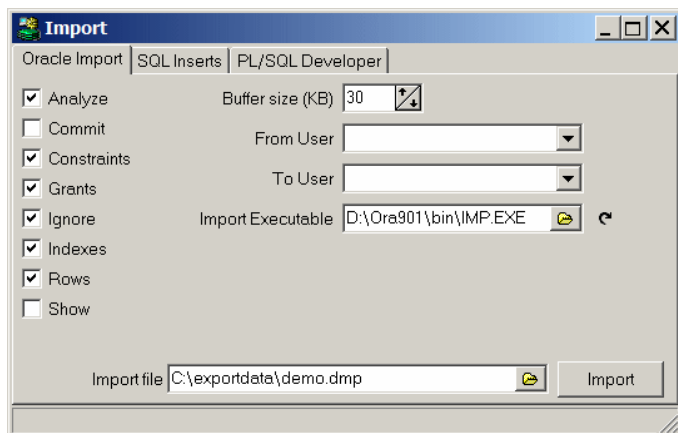 Import
Oracle Import SQL Inserts PL/SQL Developer
Analyze Buffer size (KB) 30
Commit
From User
Constraints
To User
Grants
Ignore Import Executable D:\Ora901\bin\IMP.EXE
Indexes
Rows
Show
Import file C:\exportdata\demo.dmp Import